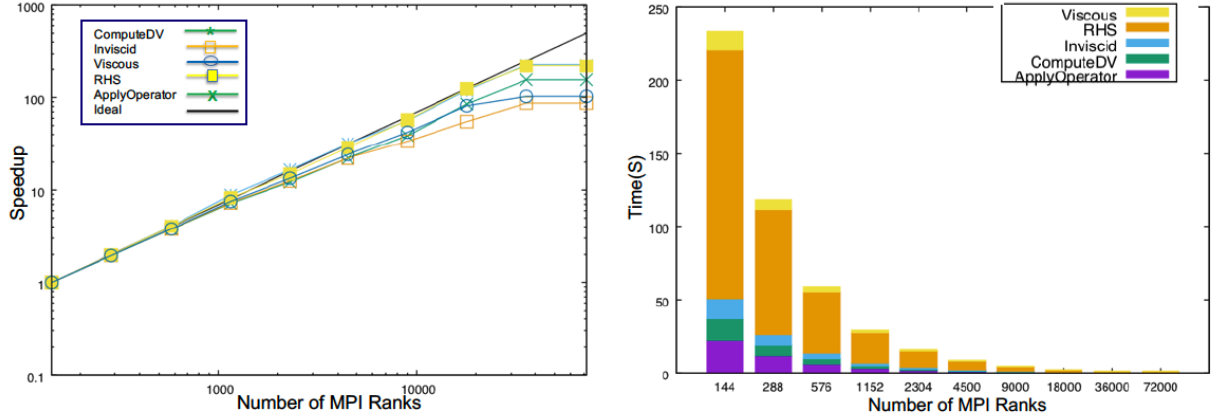 1000
100
10
1
0.1
Speedup
ComputeDV
Inviscid
Viscous
RHS
ApplyOperator
Ideal
1000 10000
Number of MPI Ranks
250
200
150
100
50
0
Time(S)
Viscous
RHS
Inviscid
ComputeDV
ApplyOperator
144 288 576 1152 2304 4500 9000 18000 36000 72000
Number of MPI Ranks